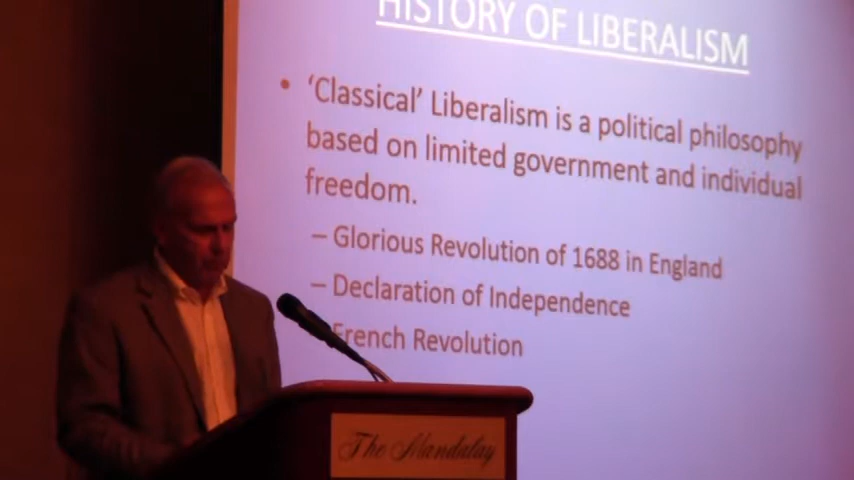 HISTORY OF LIBERALISM
• ‘Classical’ Liberalism is a political philosophy
based on limited government and individual
freedom.
– Glorious Revolution of 1688 in England
– Declaration of Independence
French Revolution
The Mandalay